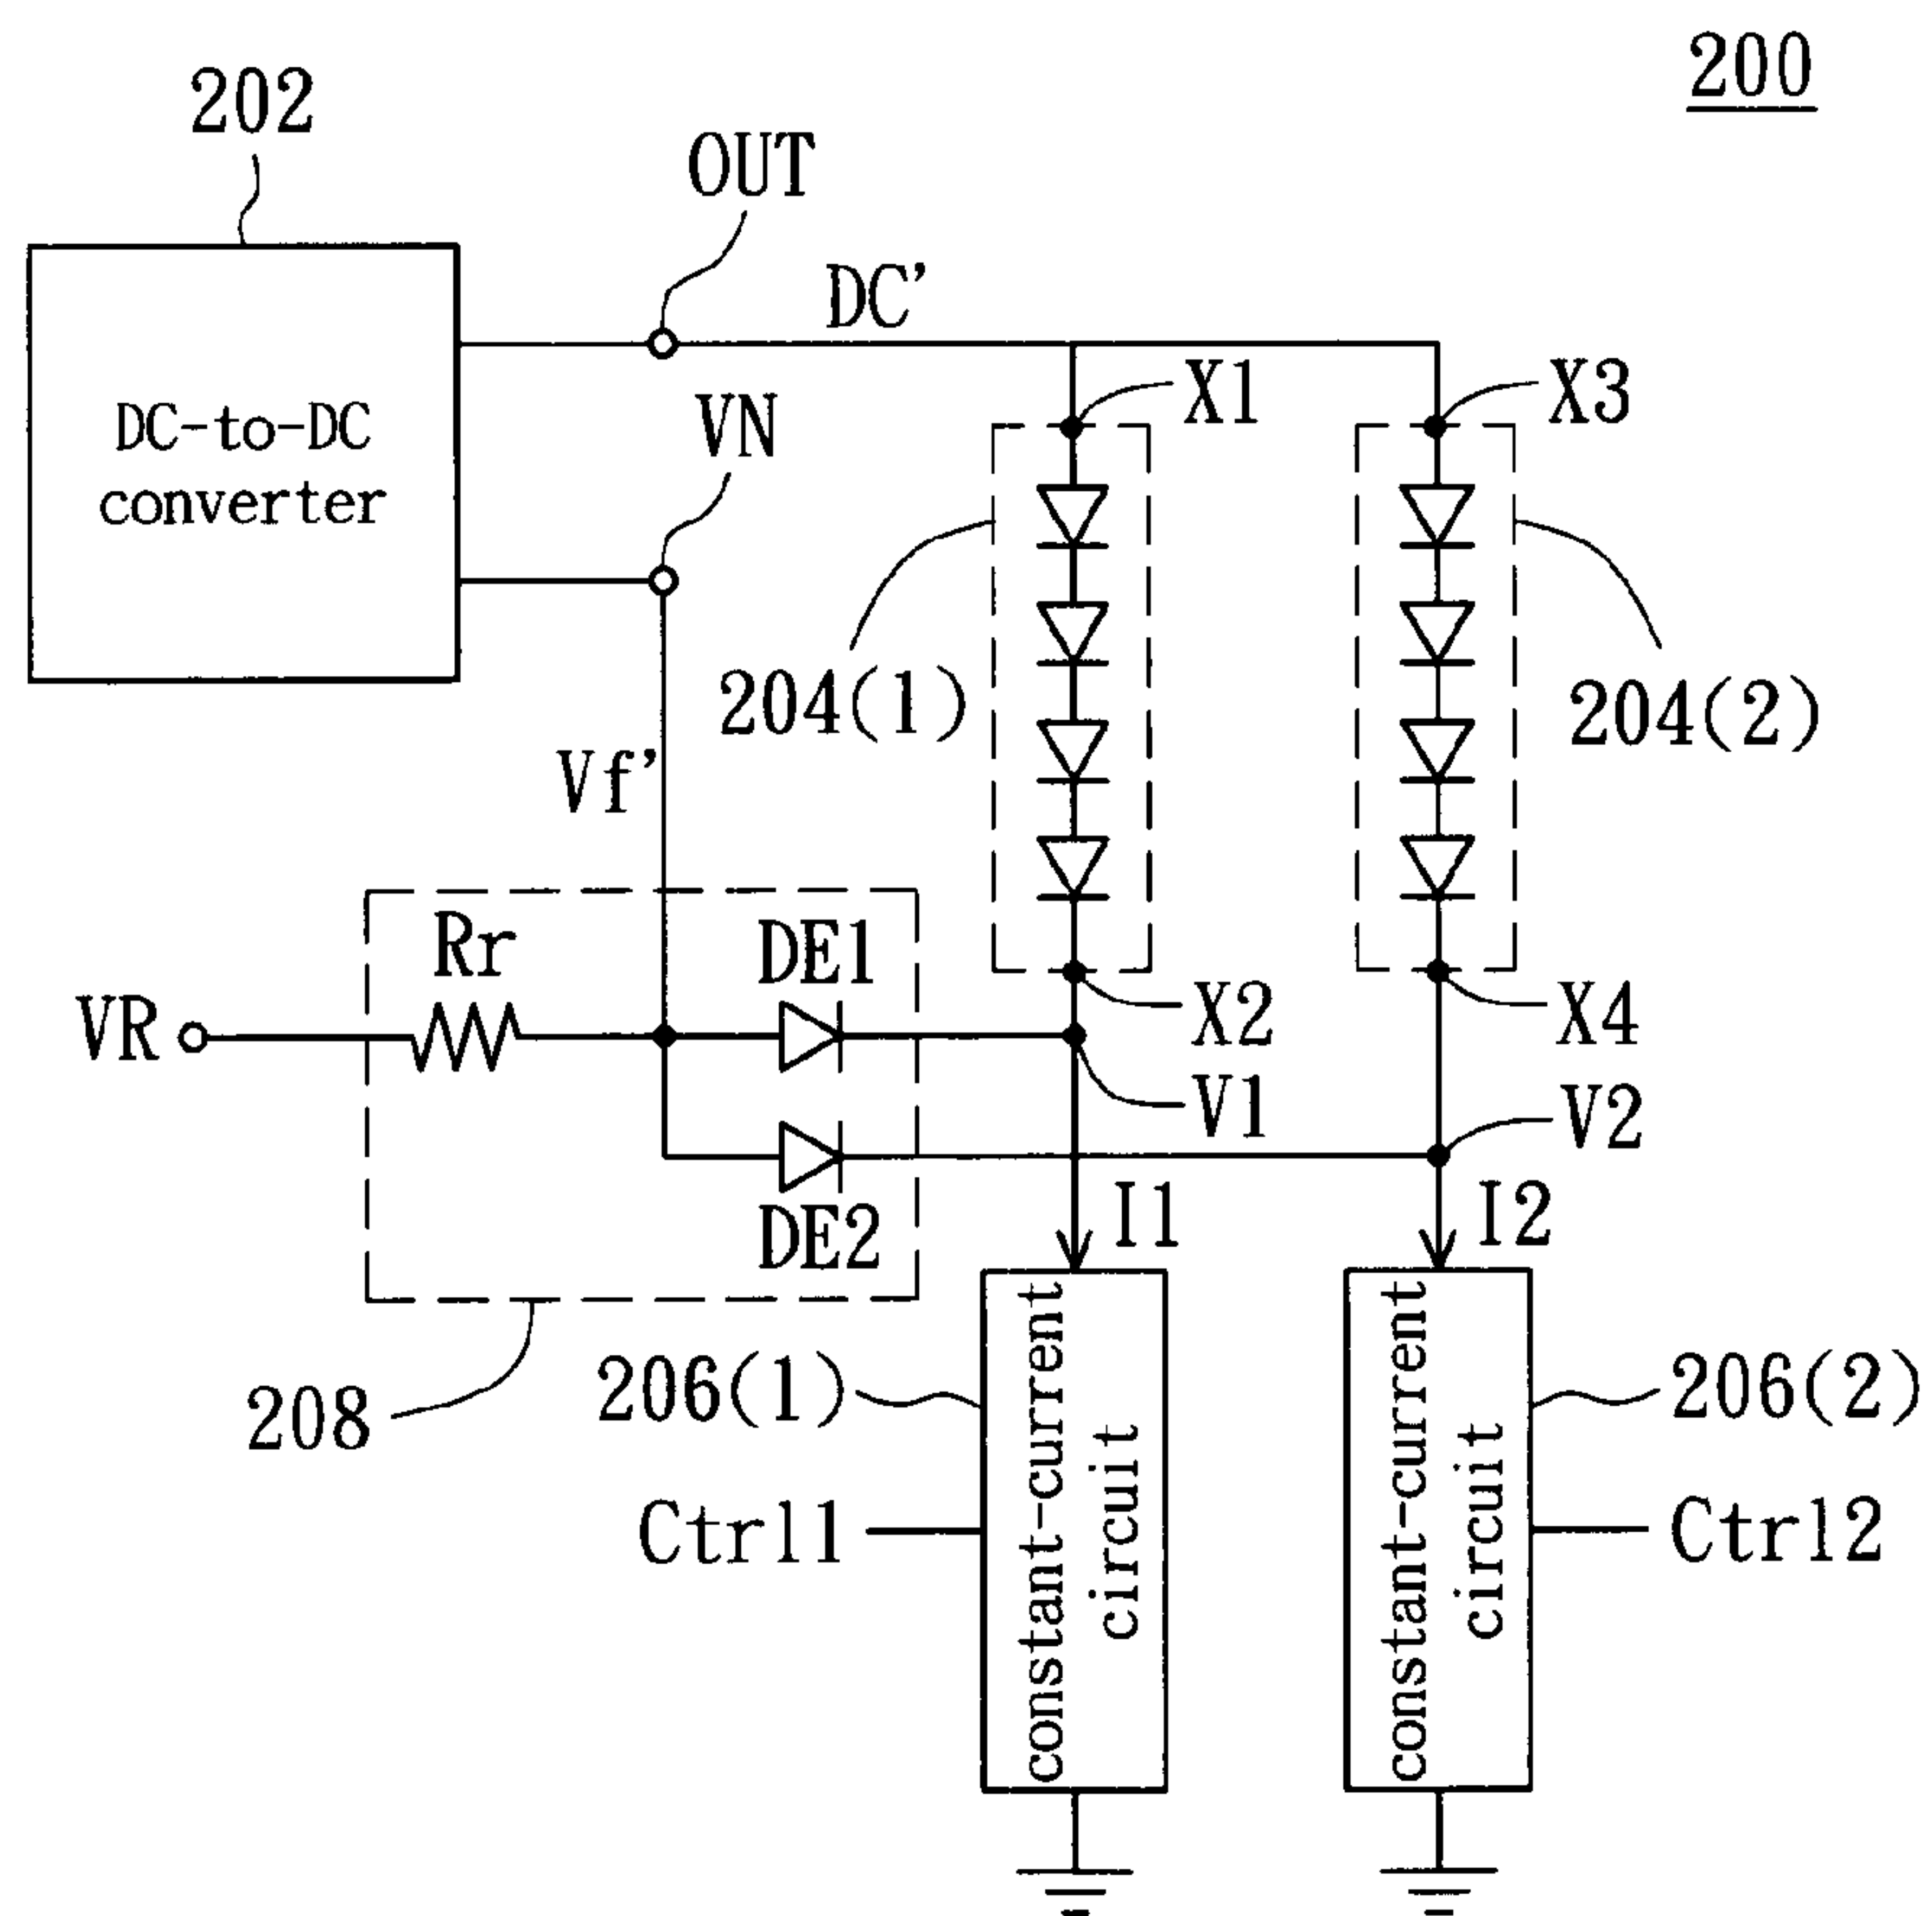 200
202
OUT
DC'
DC-to-DC
converter
VN
X1
X3
204(1)
204(2)
Vf'
Rr
DE1
VR
X2
X4
V1
V2
DE2
I1
I2
208
206(1)
206(2)
constant-current
circuit
constant-current
circuit
Ctrl1
Ctrl2